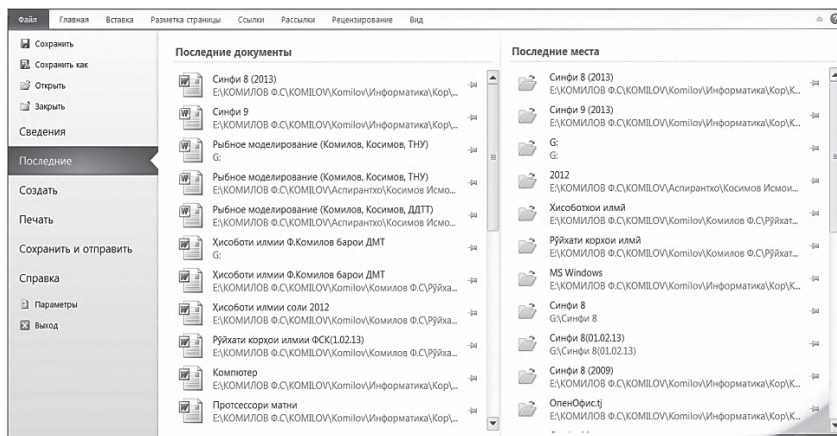 Файл Главная Вставка Разметка страницы Ссылки Рассылки Рецензирование Вид
Сохранить
Сохранить как
Открыть
Закрыть
Сведения
Последние
Создать
Печать
Сохранить и отправить
Справка
Параметры
Выход
Последние документы
Синфи 8 (2013)
E:\КОМИЛОВ Ф.С\KOMILOV\Komilov\Информатика\Кор\...
Синфи 9
E:\КОМИЛОВ Ф.С\KOMILOV\Komilov\Информатика\Кор\...
Рыбное моделирование (Комилов, Косимов, ТНУ)
G:
Рыбное моделирование (Комилов, Косимов, ТНУ)
E:\КОМИЛОВ Ф.С\KOMILOV\Аспирантхо\Косимов Исмо...
Рыбное моделирование (Комилов, Косимов, ДДТТ)
E:\КОМИЛОВ Ф.С\KOMILOV\Аспирантхо\Косимов Исмо...
Ҳисоботи илмии Ф.Комилов барои ДМТ
G:
Ҳисоботи илмии Ф.Комилов барои ДМТ
E:\КОМИЛОВ Ф.С\KOMILOV\Komilov\Комилов Ф.С\Рӯйха...
Ҳисоботи илмии соли 2012
E:\КОМИЛОВ Ф.С\KOMILOV\Komilov\Комилов Ф.С\Рӯйха...
Рӯйхати корҳои илмии ФСК(1.02.13)
E:\КОМИЛОВ Ф.С\KOMILOV\Komilov\Комилов Ф.С\Рӯйха...
Компютер
E:\КОМИЛОВ Ф.С\KOMILOV\Komilov\Информатика\Кор\...
Протсессори матни
E:\КОМИЛОВ Ф.С\KOMILOV\Komilov\Информатика\Кор\...
Последние места
Синфи 8 (2013)
E:\КОМИЛОВ Ф.С\KOMILOV\Komilov\Информатика\Кор\К...
Синфи 9 (2013)
E:\КОМИЛОВ Ф.С\KOMILOV\Komilov\Информатика\Кор\К...
G:
G:
2012
E:\КОМИЛОВ Ф.С\KOMILOV\Аспирантхо\Косимов Исмои...
Хисоботхои илмӣ
E:\КОМИЛОВ Ф.С\KOMILOV\Komilov\Комилов Ф.С\Рӯйхат...
Рӯйхати корхои илмӣ
E:\КОМИЛОВ Ф.С\KOMILOV\Komilov\Комилов Ф.С\Рӯйхат...
MS Windows
E:\КОМИЛОВ Ф.С\KOMILOV\Komilov\Информатика\Кор\К...
Синфи 8
G:\Синфи 8
Синфи 8(01.02.13)
G:\Синфи 8(01.02.13)
Синфи 8 (2009)
E:\КОМИЛОВ Ф.С\KOMILOV\Komilov\Информатика\Кор\К...
ОпенОфис.tj
E:\КОМИЛОВ Ф.С\KOMILOV\Komilov\Информатика\Кор\К...